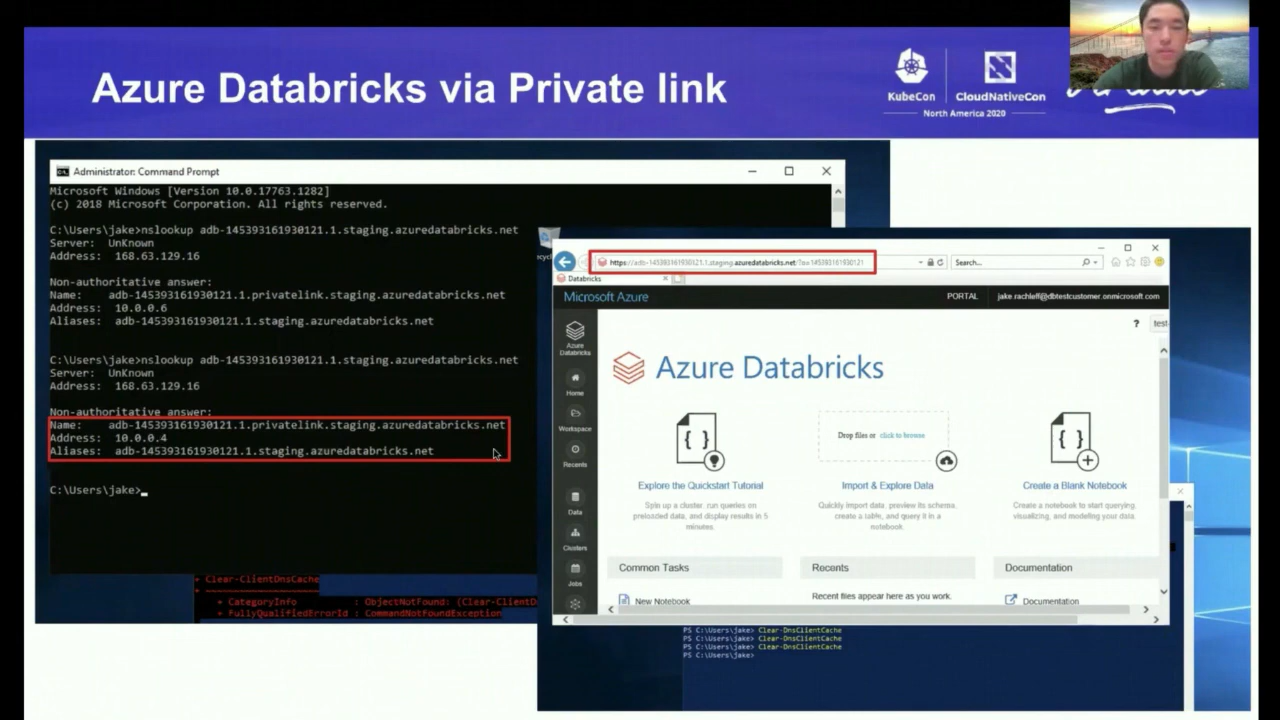 Azure Databricks via Private link
KubeCon
CloudNativeCon
North America 2020
Administrator: Command Prompt
Microsoft Windows [Version 10.0.17763.1282]
(c) 2018 Microsoft Corporation. All rights reserved.
C:\Users\jake>nslookup adb-145393161930121.1.staging.azuredatabricks.net
Server: UnKnown
Address: 168.63.129.16
Non-authoritative answer:
Name: adb-145393161930121.1.privatelink.staging.azuredatabricks.net
Address: 10.0.0.6
Aliases: adb-145393161930121.1.staging.azuredatabricks.net
C:\Users\jake>nslookup adb-145393161930121.1.staging.azuredatabricks.net
Server: UnKnown
Address: 168.63.129.16
Non-authoritative answer:
Name: adb-145393161930121.1.privatelink.staging.azuredatabricks.net
Address: 10.0.0.4
Aliases: adb-145393161930121.1.staging.azuredatabricks.net
C:\Users\jake>
+ Clear-ClientDnsCache
+ CategoryInfo : ObjectNotFound: (Clear-ClientD
+ FullyQualifiedErrorId : CommandNotFoundException
https://adb-145393161930121.1.staging.azuredatabricks.net/?o=145393161930121
Search...
Databricks
Microsoft Azure
PORTAL
jake.rachleff@dbtestcustomer.onmicrosoft.com
? test
Azure
Databricks
Home
Workspace
Recents
Data
Clusters
Jobs
Azure Databricks
Drop files or click to browse
Explore the Quickstart Tutorial
Spin up a cluster, run queries on
preloaded data, and display results in 5
minutes.
Import & Explore Data
Quickly import data, preview its schema,
create a table, and query it in a
notebook.
Create a Blank Notebook
Create a notebook to start querying,
visualizing, and modeling your data.
Common Tasks
New Notebook
Recents
Recent files appear here as you work.
Documentation
Documentation
PS C:\Users\jake> Clear-DnsClientCache
PS C:\Users\jake> Clear-DnsClientCache
PS C:\Users\jake> Clear-DnsClientCache
PS C:\Users\jake>